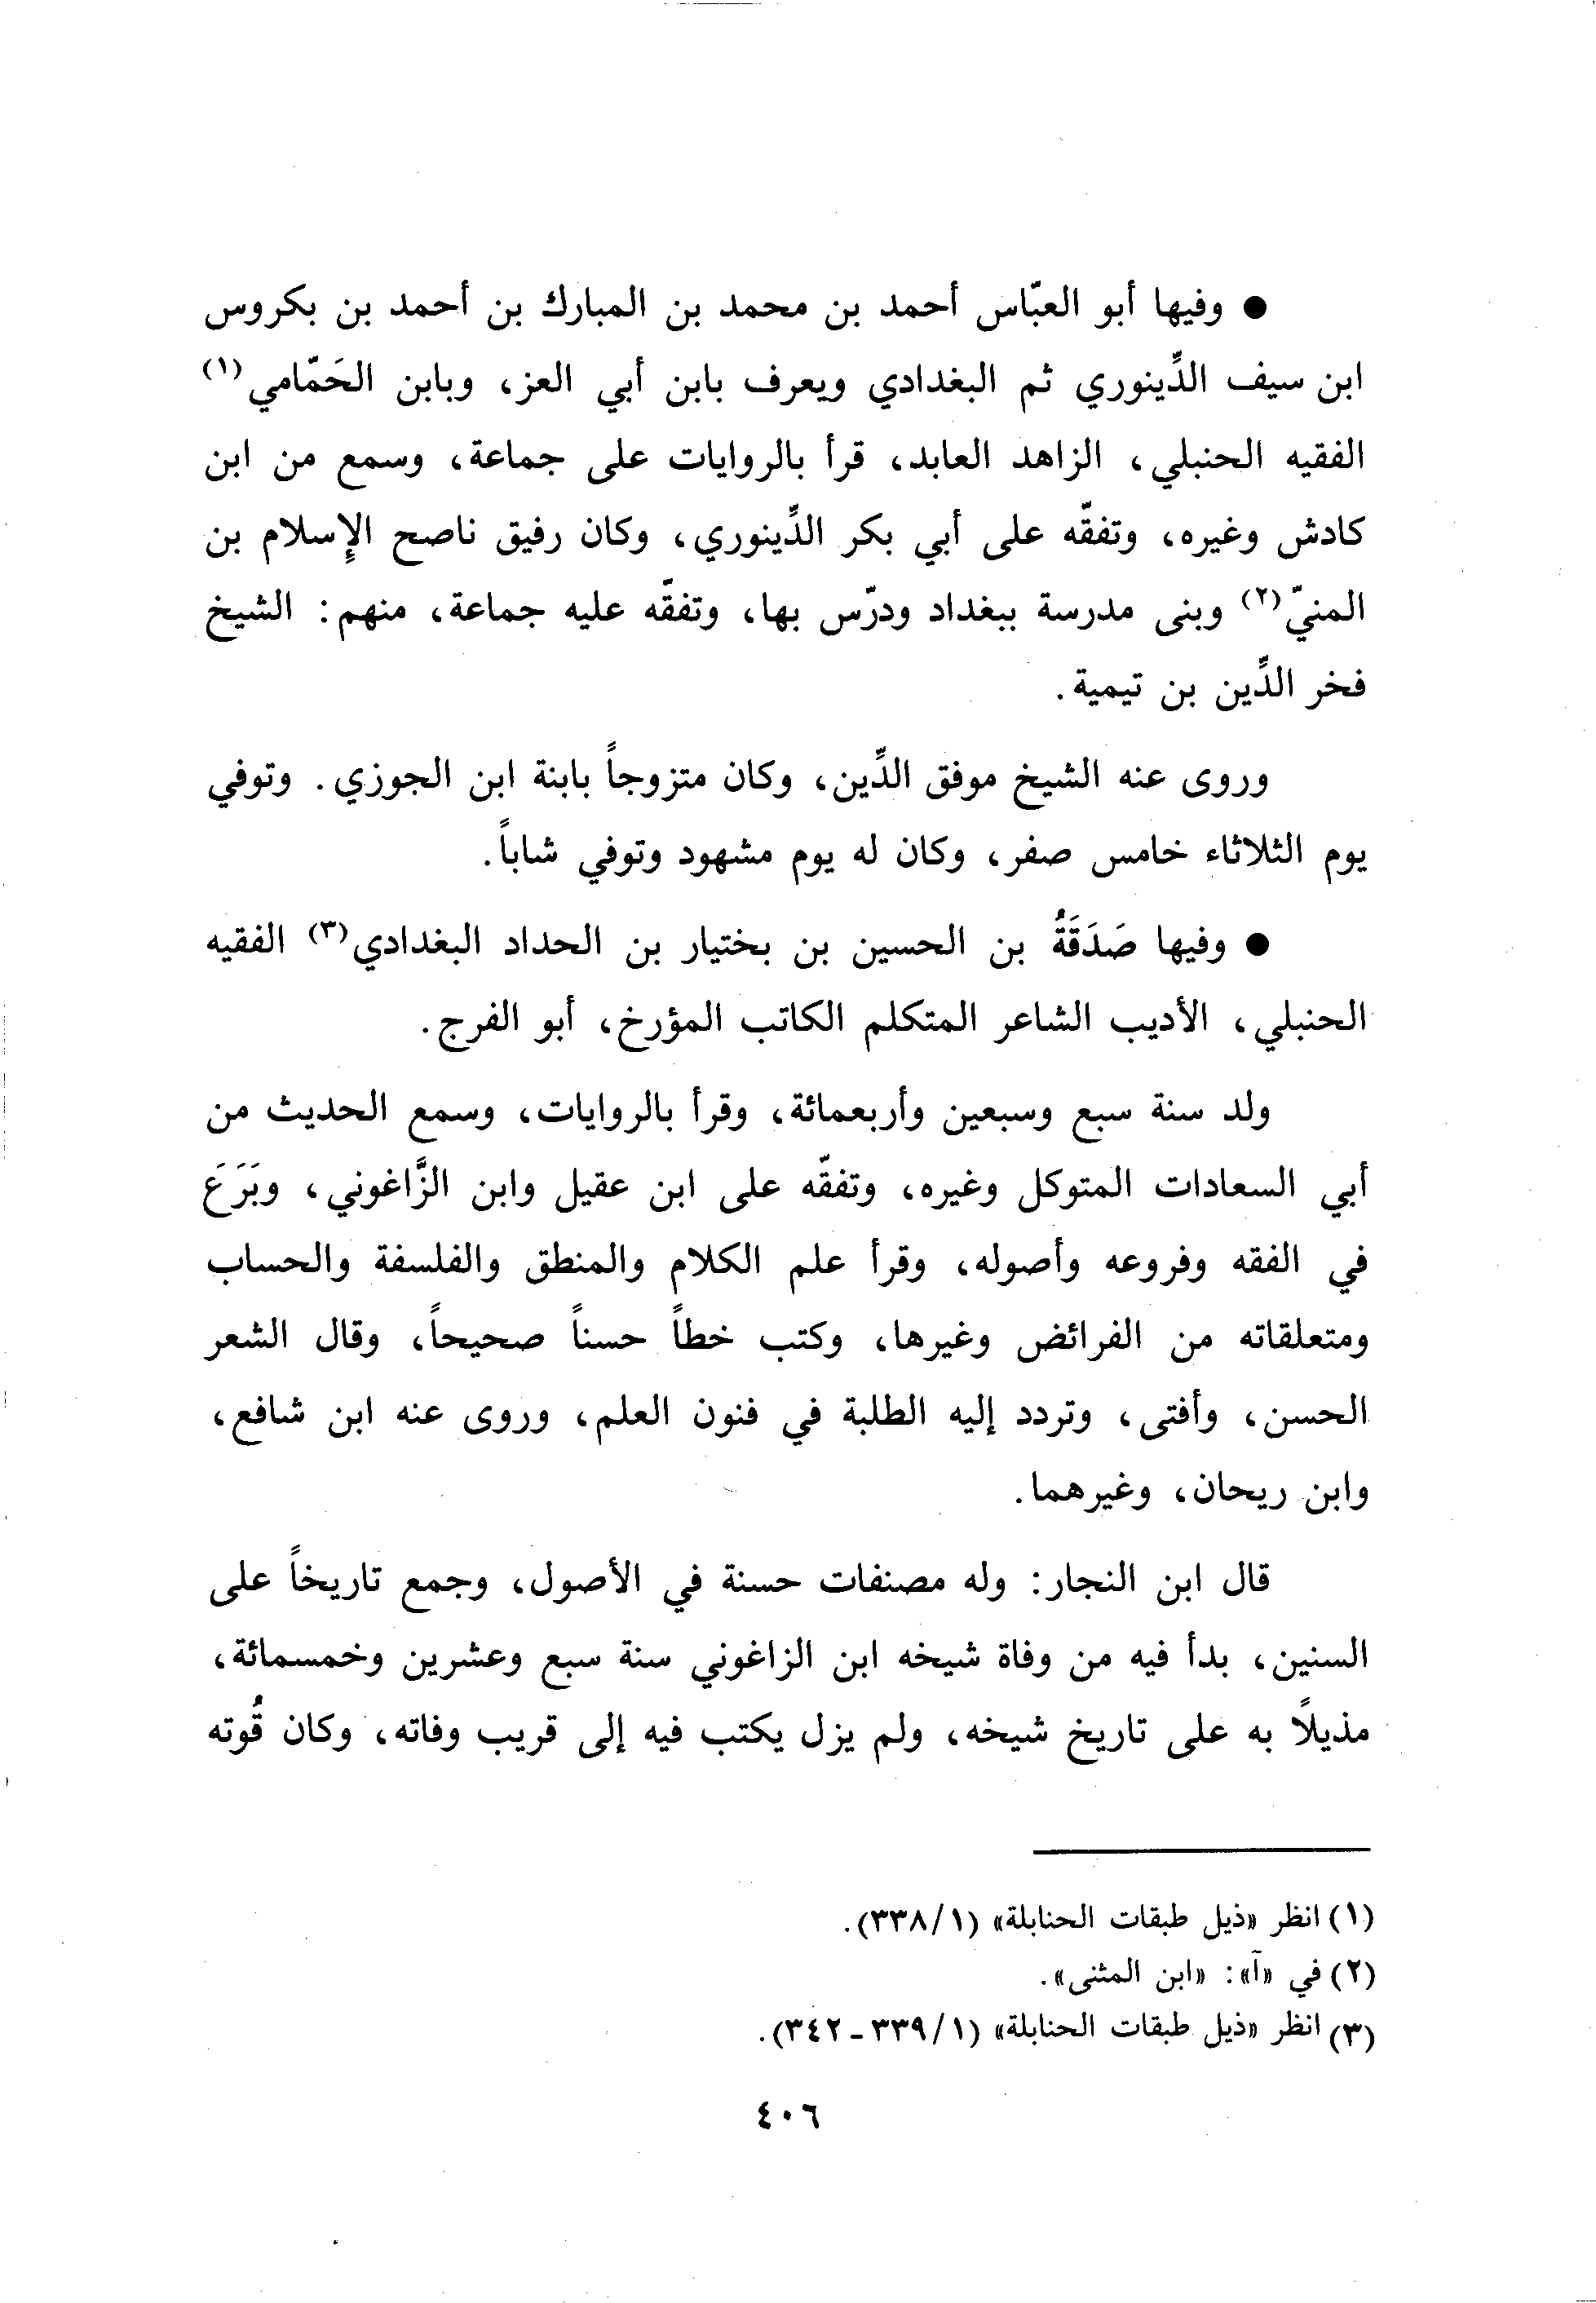 ● وفيها أبو العبّاس أحمد بن محمد بن المبارك بن أحمد بن بكروس
ابن سيف الدِّينوري ثم البغدادي ويعرف بابن أبي العز، وبابن الحَمّامي(١)
الفقيه الحنبلي، الزاهد العابد، قرأ بالروايات على جماعة، وسمع من ابن
كادش وغيره، وتفقّه على أبي بكر الدِّينوري، وكان رفيق ناصح الإِسلام بن
المنيّ(٢) وبنى مدرسة ببغداد ودرّس بها، وتفقّه عليه جماعة، منهم: الشيخ
فخر الدِّين بن تيمية.
وروى عنه الشيخ موفق الدِّين، وكان متزوجاً بابنة ابن الجوزي. وتوفي
يوم الثلاثاء خامس صفر، وكان له يوم مشهود وتوفي شاباً.
● وفيها صَدَقَةُ بن الحسين بن بختيار بن الحداد البغدادي(٣) الفقيه
الحنبلي، الأديب الشاعر المتكلم الكاتب المؤرخ، أبو الفرج.
ولد سنة سبع وسبعين وأربعمائة، وقرأ بالروايات، وسمع الحديث من
أبي السعادات المتوكل وغيره، وتفقّه على ابن عقيل وابن الزَّاغوني، وبَرَعَ
في الفقه وفروعه وأصوله، وقرأ علم الكلام والمنطق والفلسفة والحساب
ومتعلقاته من الفرائض وغيرها، وكتب خطاً حسناً صحيحاً، وقال الشعر
الحسن، وأفتى، وتردد إليه الطلبة في فنون العلم، وروى عنه ابن شافع،
وابن ريحان، وغيرهما.
قال ابن النجار: وله مصنفات حسنة في الأصول، وجمع تاريخاً على
السنين، بدأ فيه من وفاة شيخه ابن الزاغوني سنة سبع وعشرين وخمسمائة،
مذيلاً به على تاريخ شيخه، ولم يزل يكتب فيه إلى قريب وفاته، وكان قُوته
(١) انظر «ذيل طبقات الحنابلة» (١/٣٣٨).
(٢) في «آ»: «ابن المثنى».
(٣) انظر «ذيل طبقات الحنابلة» (١/٣٣٩ - ٣٤٢).
٤٠٦